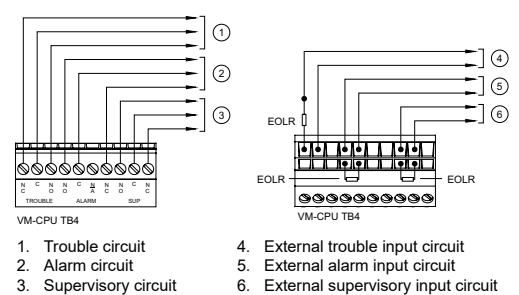 1
2
3
4
5
6
EOLR
EOLR
EOLR
N C N N C N N N C N
C O O A C O C
TROUBLE ALARM SUP
VM-CPU TB4
VM-CPU TB4
1. Trouble circuit
2. Alarm circuit
3. Supervisory circuit
4. External trouble input circuit
5. External alarm input circuit
6. External supervisory input circuit